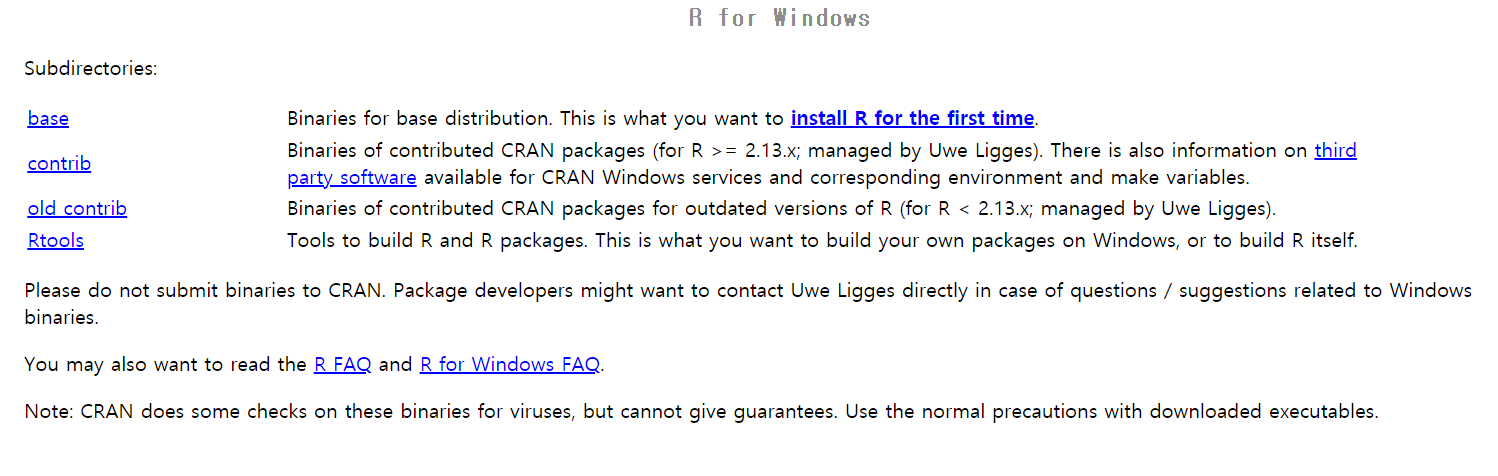 R for Windows
Subdirectories:
base Binaries for base distribution. This is what you want to install R for the first time.
contrib Binaries of contributed CRAN packages (for R >= 2.13.x; managed by Uwe Ligges). There is also information on third
party software available for CRAN Windows services and corresponding environment and make variables.
old contrib Binaries of contributed CRAN packages for outdated versions of R (for R < 2.13.x; managed by Uwe Ligges).
Rtools Tools to build R and R packages. This is what you want to build your own packages on Windows, or to build R itself.
Please do not submit binaries to CRAN. Package developers might want to contact Uwe Ligges directly in case of questions / suggestions related to Windows
binaries.
You may also want to read the R FAQ and R for Windows FAQ.
Note: CRAN does some checks on these binaries for viruses, but cannot give guarantees. Use the normal precautions with downloaded executables.